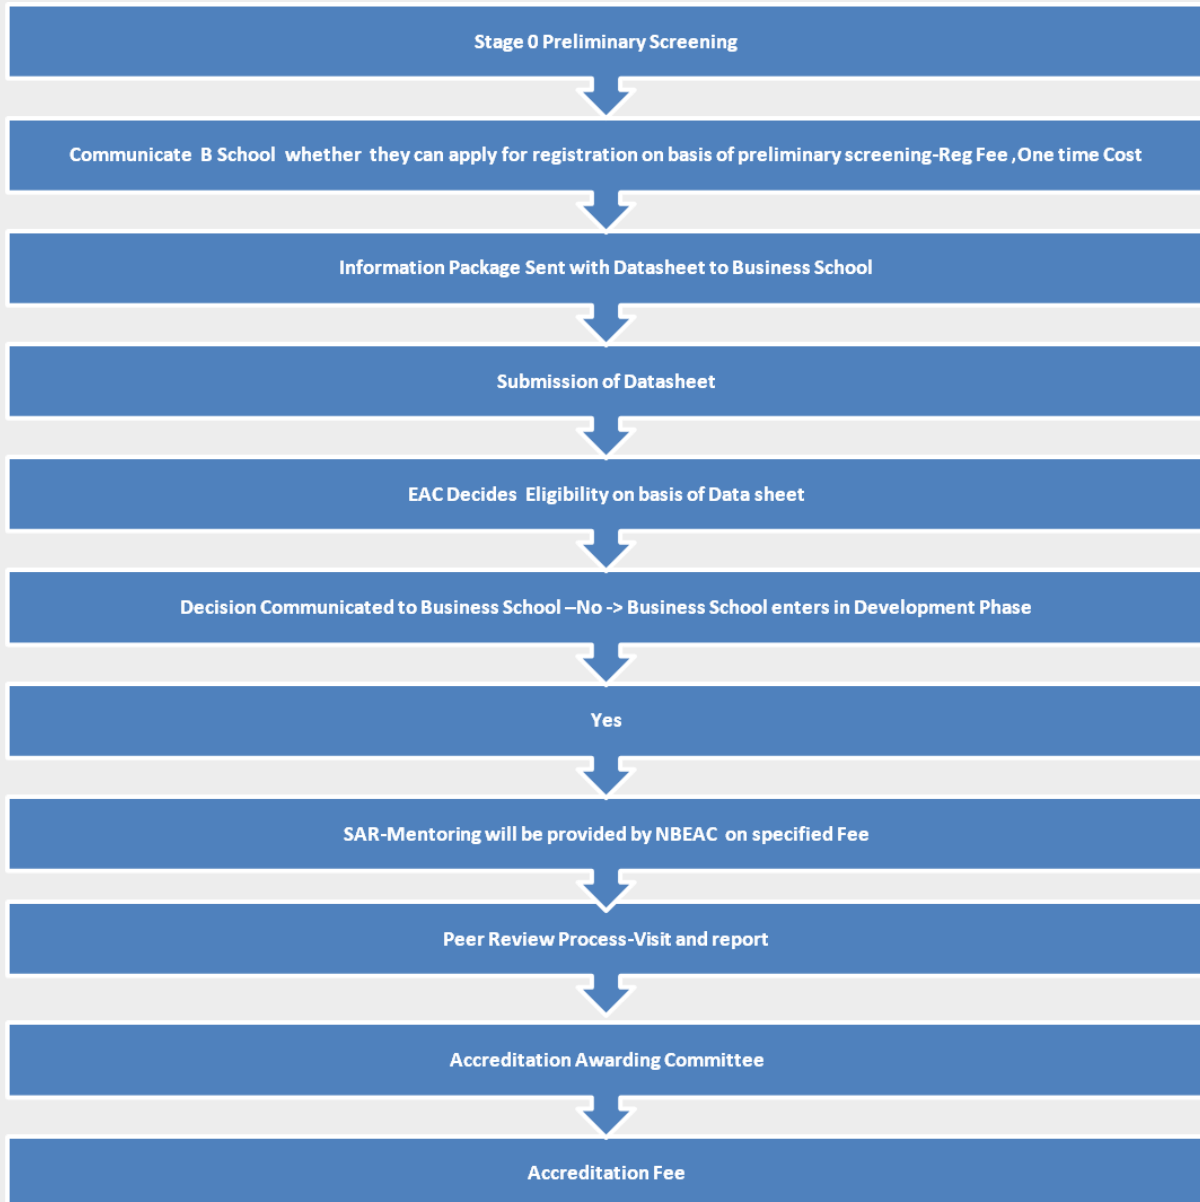 Stage 0 Preliminary Screening
Communicate B School whether they can apply for registration on basis of preliminary screening-Reg Fee ,One time Cost
Information Package Sent with Datasheet to Business School
Submission of Datasheet
EAC Decides Eligibility on basis of Data sheet
Decision Communicated to Business School –No -> Business School enters in Development Phase
Yes
SAR-Mentoring will be provided by NBEAC on specified Fee
Peer Review Process-Visit and report
Accreditation Awarding Committee
Accreditation Fee